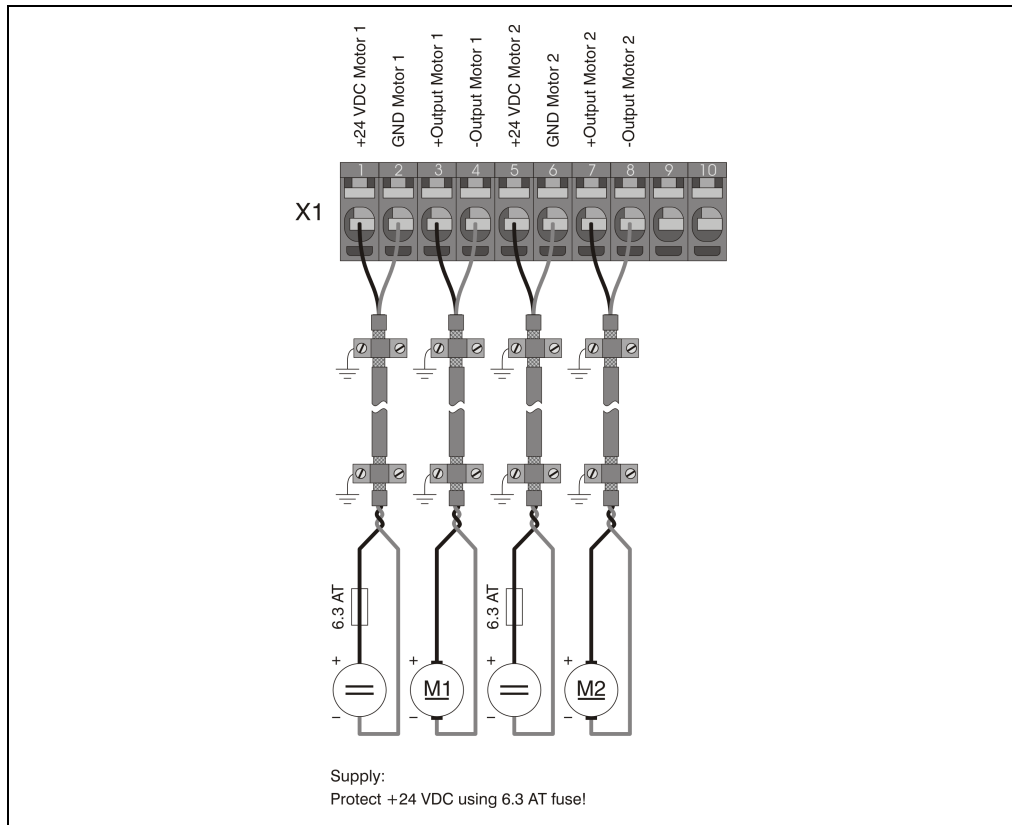 +24 VDC Motor 1
GND Motor 1
+Output Motor 1
-Output Motor 1
+24 VDC Motor 2
GND Motor 2
+Output Motor 2
-Output Motor 2
1 2 3 4 5 6 7 8 9 10
X1
6.3 AT
6.3 AT
+ + + +
M1 M2
– – – –
Supply:
Protect +24 VDC using 6.3 AT fuse!